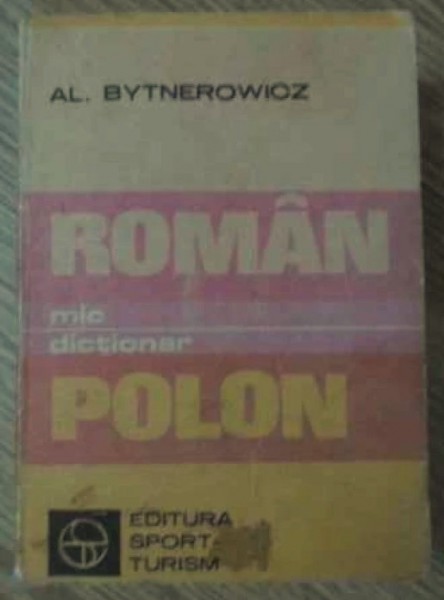 AL. BYTNEROWICZ
ROMÂN
mic
dictionar
POLON
EDITURA
SPORT-
TURISM